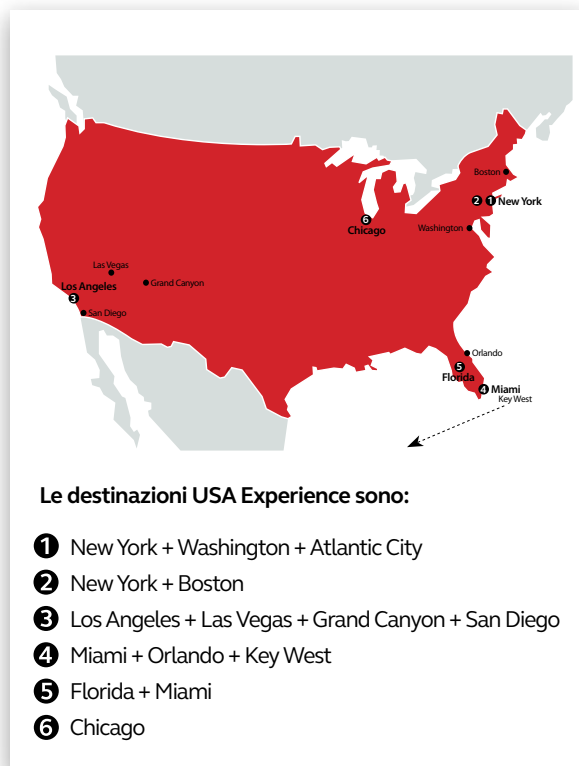 Boston
2 1 New York
6
Chicago
Washington
Las Vegas
Los Angeles
Grand Canyon
3
San Diego
Orlando
5
Florida
4 Miami
Key West
Le destinazioni USA Experience sono:
1 New York + Washington + Atlantic City
2 New York + Boston
3 Los Angeles + Las Vegas + Grand Canyon + San Diego
4 Miami + Orlando + Key West
5 Florida + Miami
6 Chicago